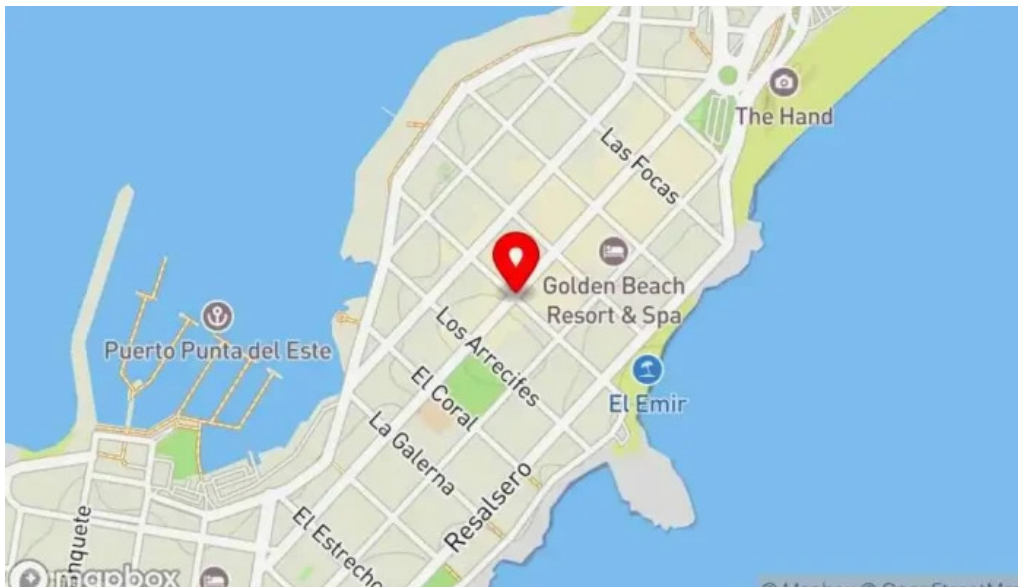 The Hand
Las Focas
Golden Beach
Resort & Spa
Puerto Punta del Este
Los Arrecifes
El Emir
El Coral
La Galerna
Resalsero
El Estrecho
mapbox